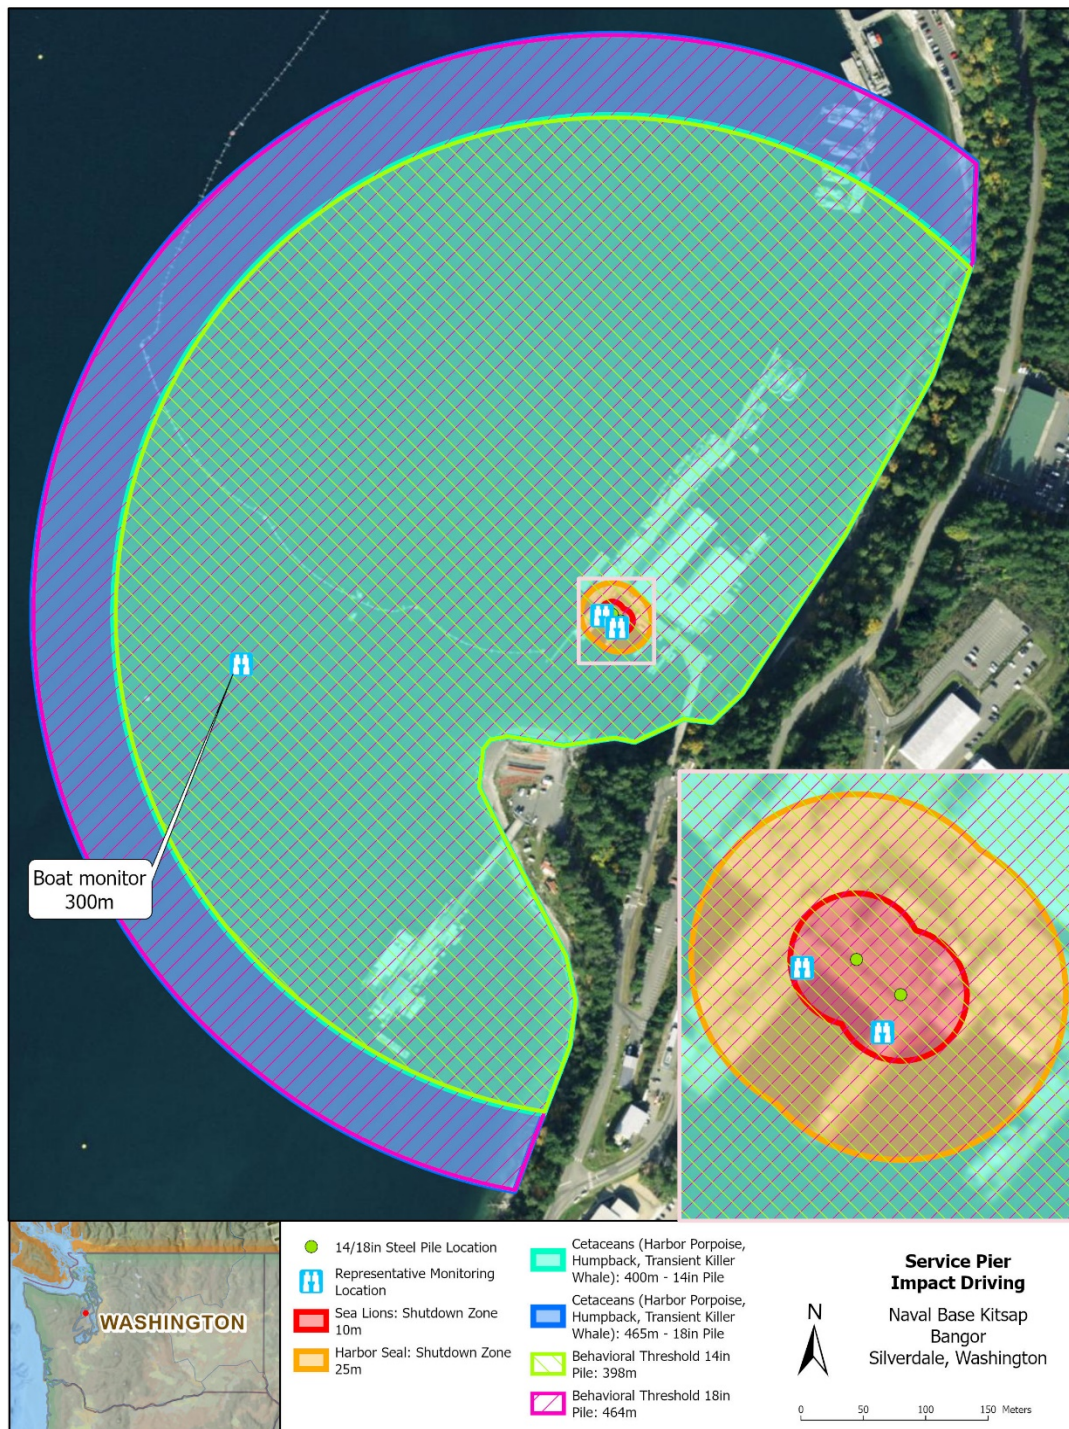 Boat monitor
300m
WASHINGTON
14/18in Steel Pile Location
Representative Monitoring
Location
Sea Lions: Shutdown Zone
10m
Harbor Seal: Shutdown Zone
25m
Cetaceans (Harbor Porpoise,
Humpback, Transient Killer
Whale): 400m - 14in Pile
Cetaceans (Harbor Porpoise,
Humpback, Transient Killer
Whale): 465m - 18in Pile
Behavioral Threshold 14in
Pile: 398m
Behavioral Threshold 18in
Pile: 464m
Service Pier
Impact Driving
Naval Base Kitsap
Bangor
Silverdale, Washington
N
0 50 100 150 Meters